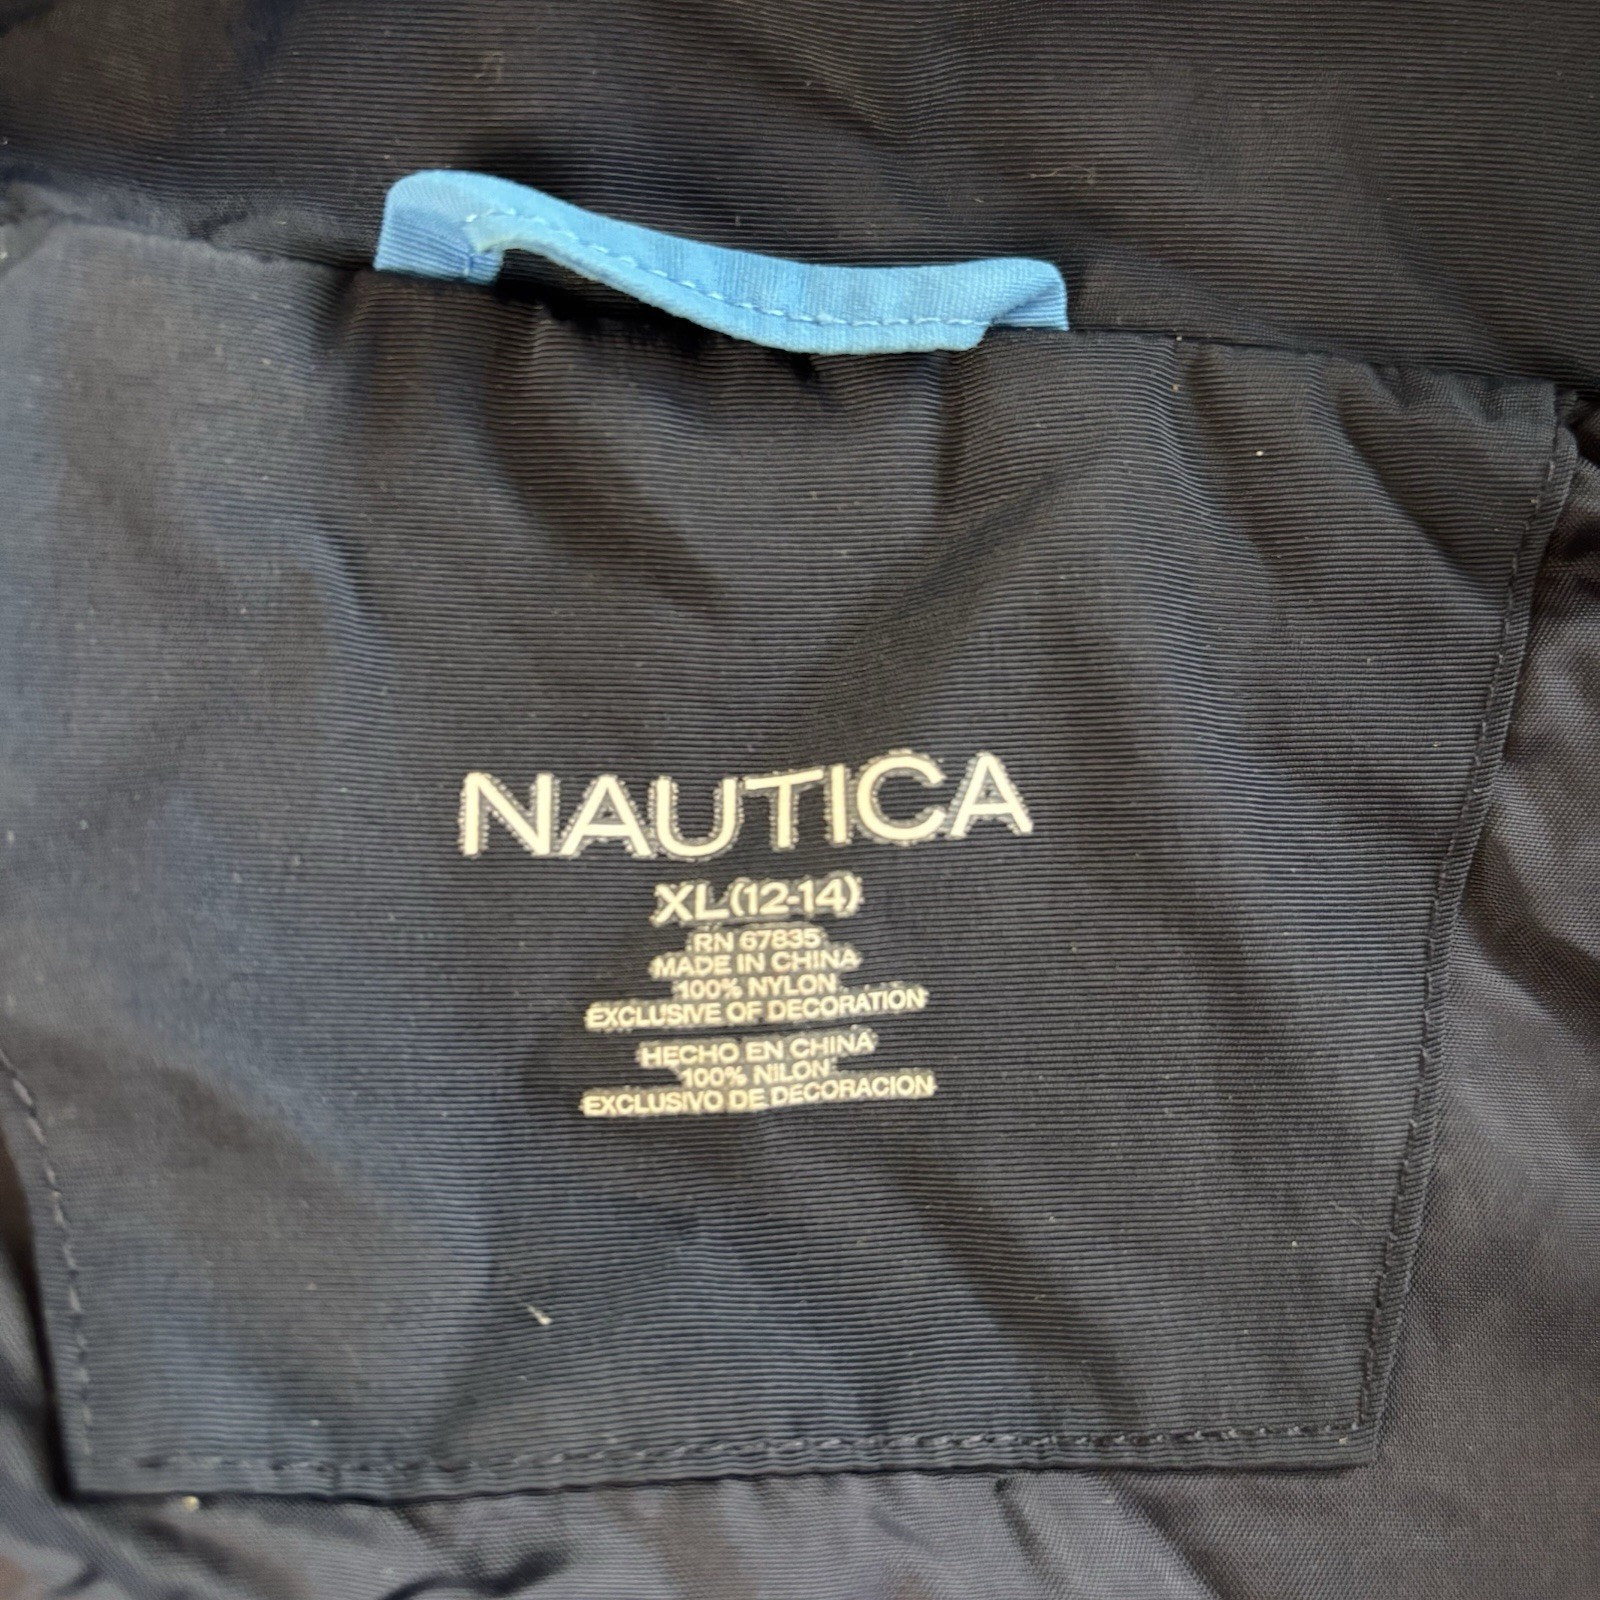 NAUTICA
XL(12-14)
RN 67835
MADE IN CHINA
100% NYLON
EXCLUSIVE OF DECORATION
HECHO EN CHINA
100% NILON
EXCLUSIVO DE DECORACION